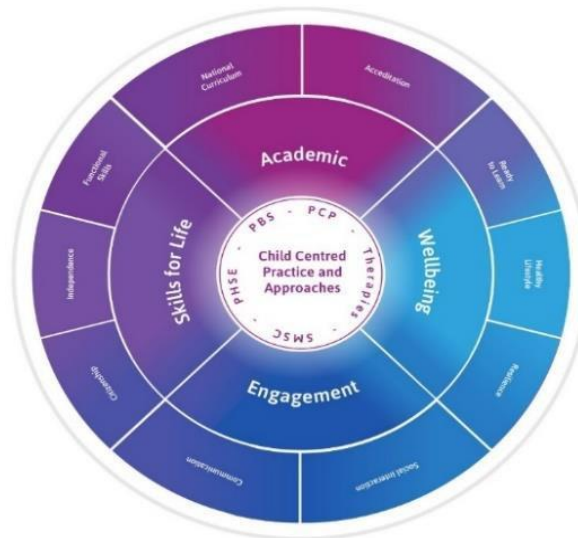 National
Curriculum
Accreditation
Ready
to Learn
Healthy
Lifestyle
Resilience
Social Interaction
Communication
Citizenship
Independence
Functional
Skills
Academic
Wellbeing
Engagement
Skills for Life
PHSE - PBS - PCP - Therapies - SMSC -
Child Centred
Practice and
Approaches